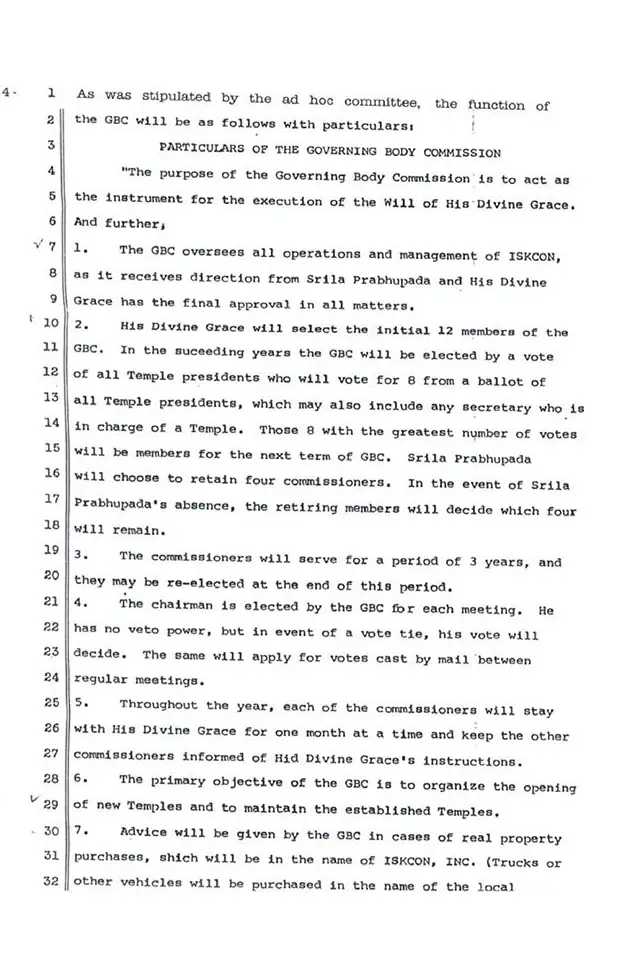 4- 1 As was stipulated by the ad hoc committee, the function of
2 the GBC will be as follows with particulars:
3 PARTICULARS OF THE GOVERNING BODY COMMISSION
4 "The purpose of the Governing Body Commission is to act as
5 the instrument for the execution of the Will of His Divine Grace.
6 And further;
√ 7 1. The GBC oversees all operations and management of ISKCON,
8 as it receives direction from Srila Prabhupada and His Divine
9 Grace has the final approval in all matters.
10 2. His Divine Grace will select the initial 12 members of the
11 GBC. In the suceeding years the GBC will be elected by a vote
12 of all Temple presidents who will vote for 8 from a ballot of
13 all Temple presidents, which may also include any secretary who is
14 in charge of a Temple. Those 8 with the greatest number of votes
15 will be members for the next term of GBC. Srila Prabhupada
16 will choose to retain four commissioners. In the event of Srila
17 Prabhupada's absence, the retiring members will decide which four
18 will remain.
19 3. The commissioners will serve for a period of 3 years, and
20 they may be re-elected at the end of this period.
21 4. The chairman is elected by the GBC for each meeting. He
22 has no veto power, but in event of a vote tie, his vote will
23 decide. The same will apply for votes cast by mail between
24 regular meetings.
25 5. Throughout the year, each of the commissioners will stay
26 with His Divine Grace for one month at a time and keep the other
27 commissioners informed of Hid Divine Grace's instructions.
28 6. The primary objective of the GBC is to organize the opening
√ 29 of new Temples and to maintain the established Temples.
30 7. Advice will be given by the GBC in cases of real property
31 purchases, shich will be in the name of ISKCON, INC. (Trucks or
32 other vehicles will be purchased in the name of the local